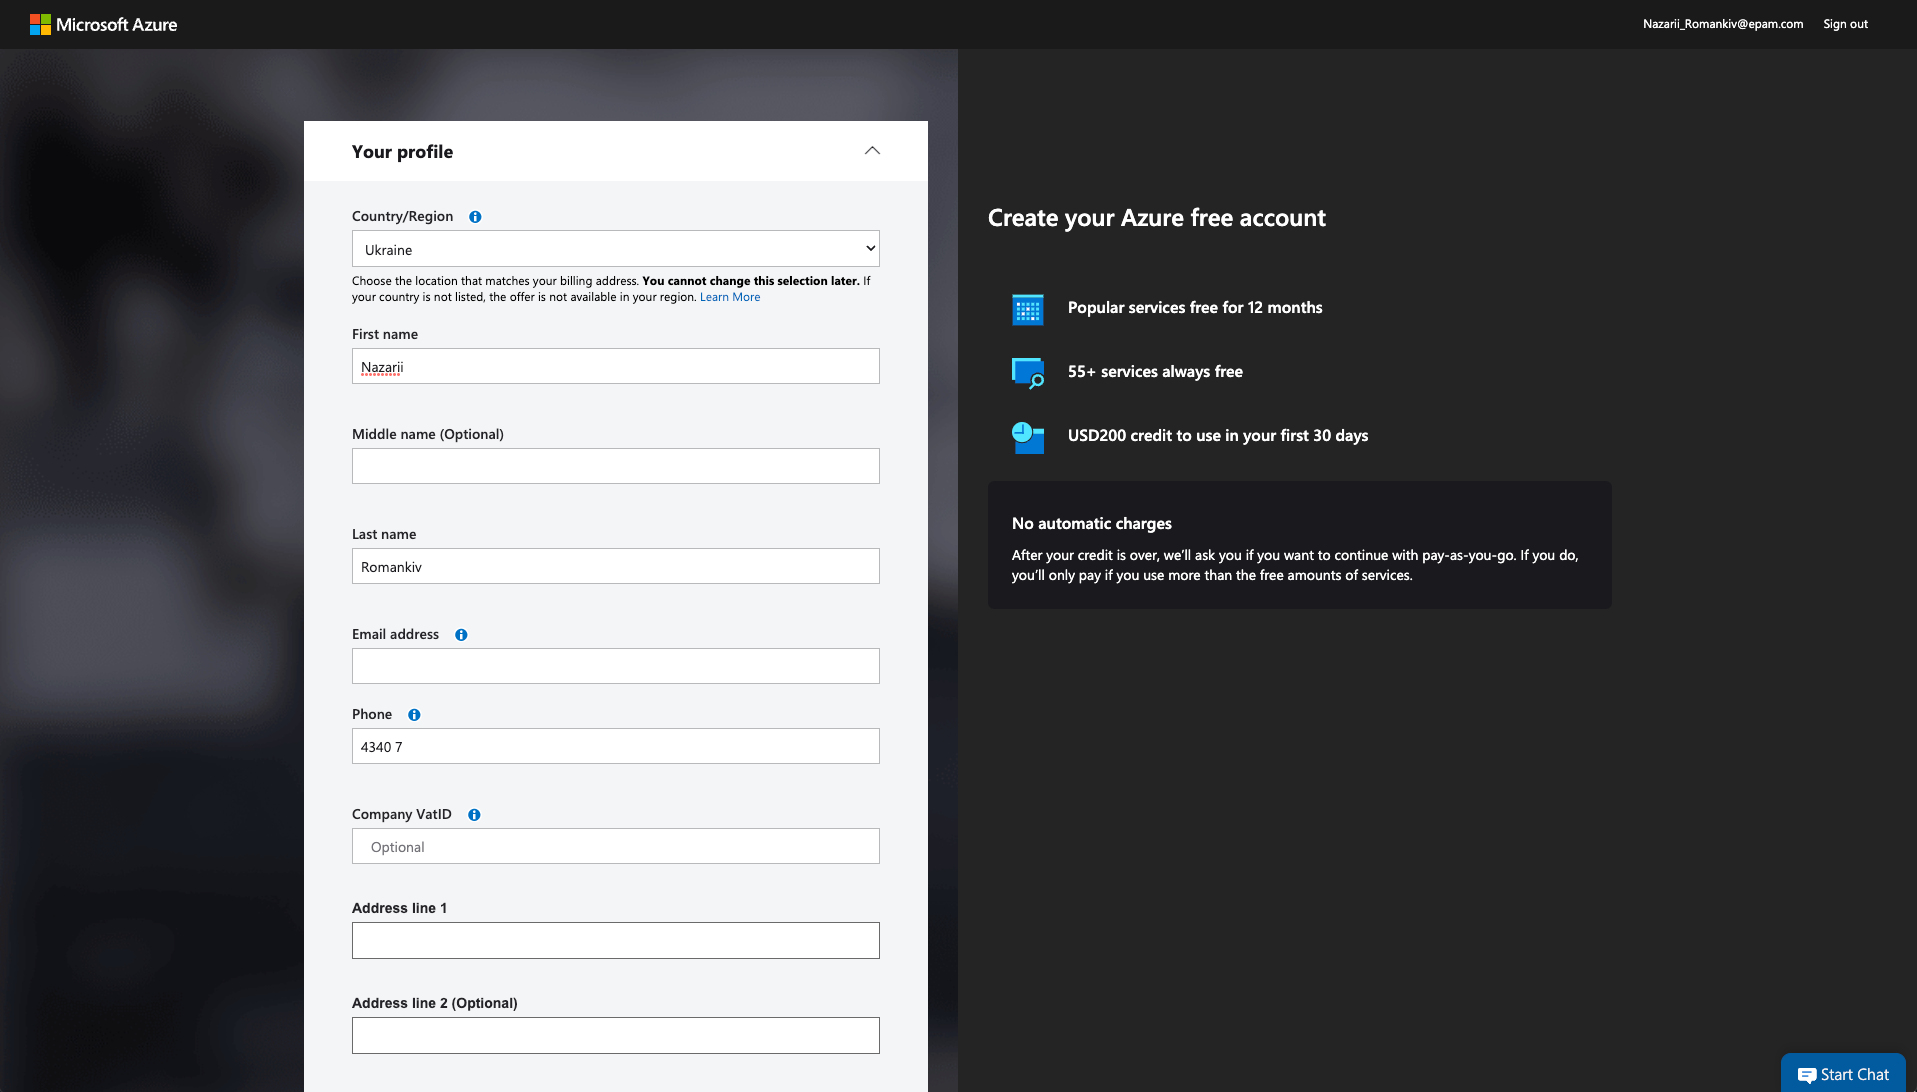 Microsoft Azure
Nazarii_Romankiv@epam.com Sign out
Your profile
Country/Region
Ukraine
Choose the location that matches your billing address. You cannot change this selection later. If
your country is not listed, the offer is not available in your region. Learn More
First name
Nazarii
Middle name (Optional)
Last name
Romankiv
Email address
Phone
4340 7
Company VatID
Optional
Address line 1
Address line 2 (Optional)
Create your Azure free account
Popular services free for 12 months
55+ services always free
USD200 credit to use in your first 30 days
No automatic charges
After your credit is over, we’ll ask you if you want to continue with pay-as-you-go. If you do,
you’ll only pay if you use more than the free amounts of services.
Start Chat